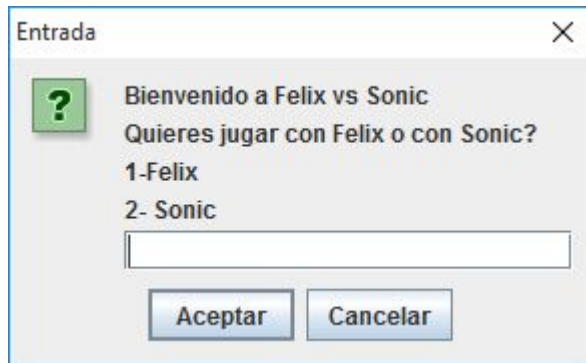 Entrada
?
Bienvenido a Felix vs Sonic
Quieres jugar con Felix o con Sonic?
1-Felix
2- Sonic
Aceptar Cancelar